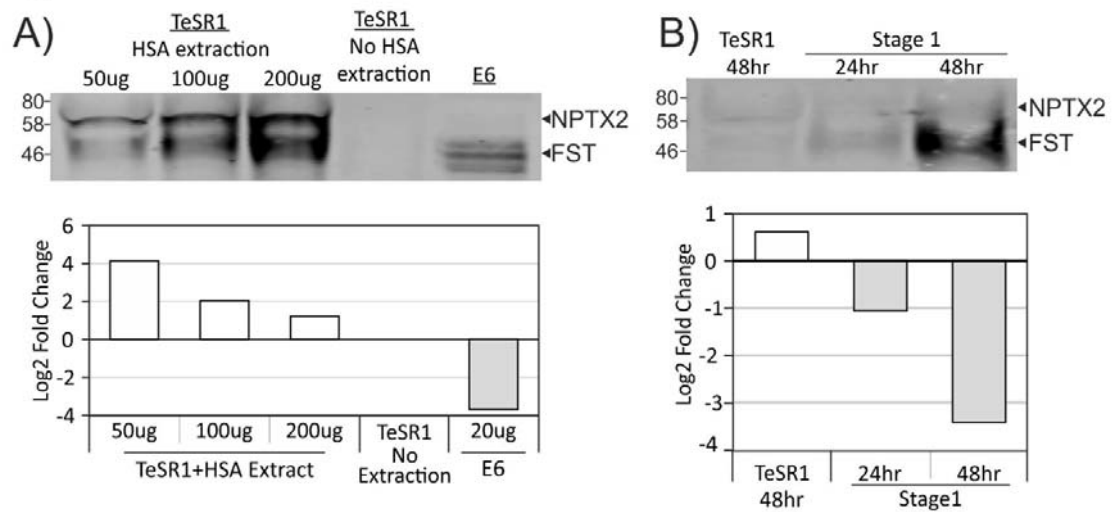 A)
TeSR1
HSA extraction
50ug 100ug 200ug
TeSR1
No HSA
extraction
E6
80-
58-
46-
◄NPTX2
◄FST
Log2 Fold Change
6
4
2
0
-2
-4
50ug 100ug 200ug
TeSR1+HSA Extract
TeSR1
No
Extraction
20ug
E6
B)
TeSR1
48hr
Stage 1
24hr 48hr
80-
58-
46-
◄NPTX2
◄FST
Log2 Fold Change
1
0
-1
-2
-3
-4
TeSR1
48hr
24hr 48hr
Stage1